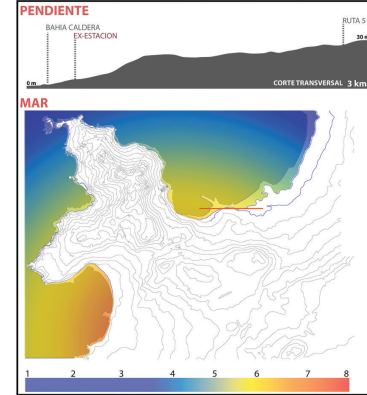 PENDIENTE
RUTA 5
BAHIA CALDERA
EX-ESTACION
30 m
0 m
CORTE TRANSVERSAL 3 km
MAR
1 2 3 4 5 6 7 8